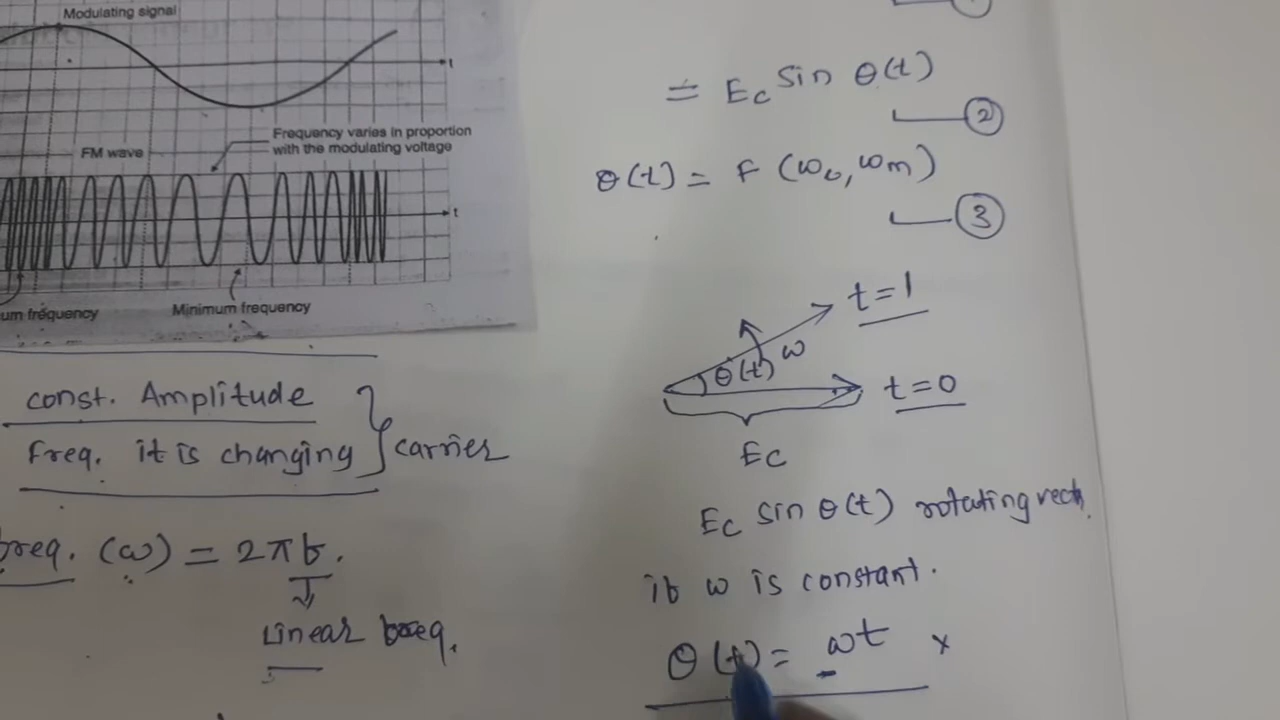 Modulating signal
t
Frequency varies in proportion
with the modulating voltage
FM wave
t
um frequency
Minimum frequency
const. Amplitude
Freq. it is changing } carrier
freq. (ω) = 2πf.
Linear freq.
= Ec sin θ(t)
2
θ(t) = F (ωc, ωm)
3
t=1
ω
θ(t)
t=0
Ec
Ec sin θ(t) rotating vect.
if ω is constant.
θ(t) = ωt ×